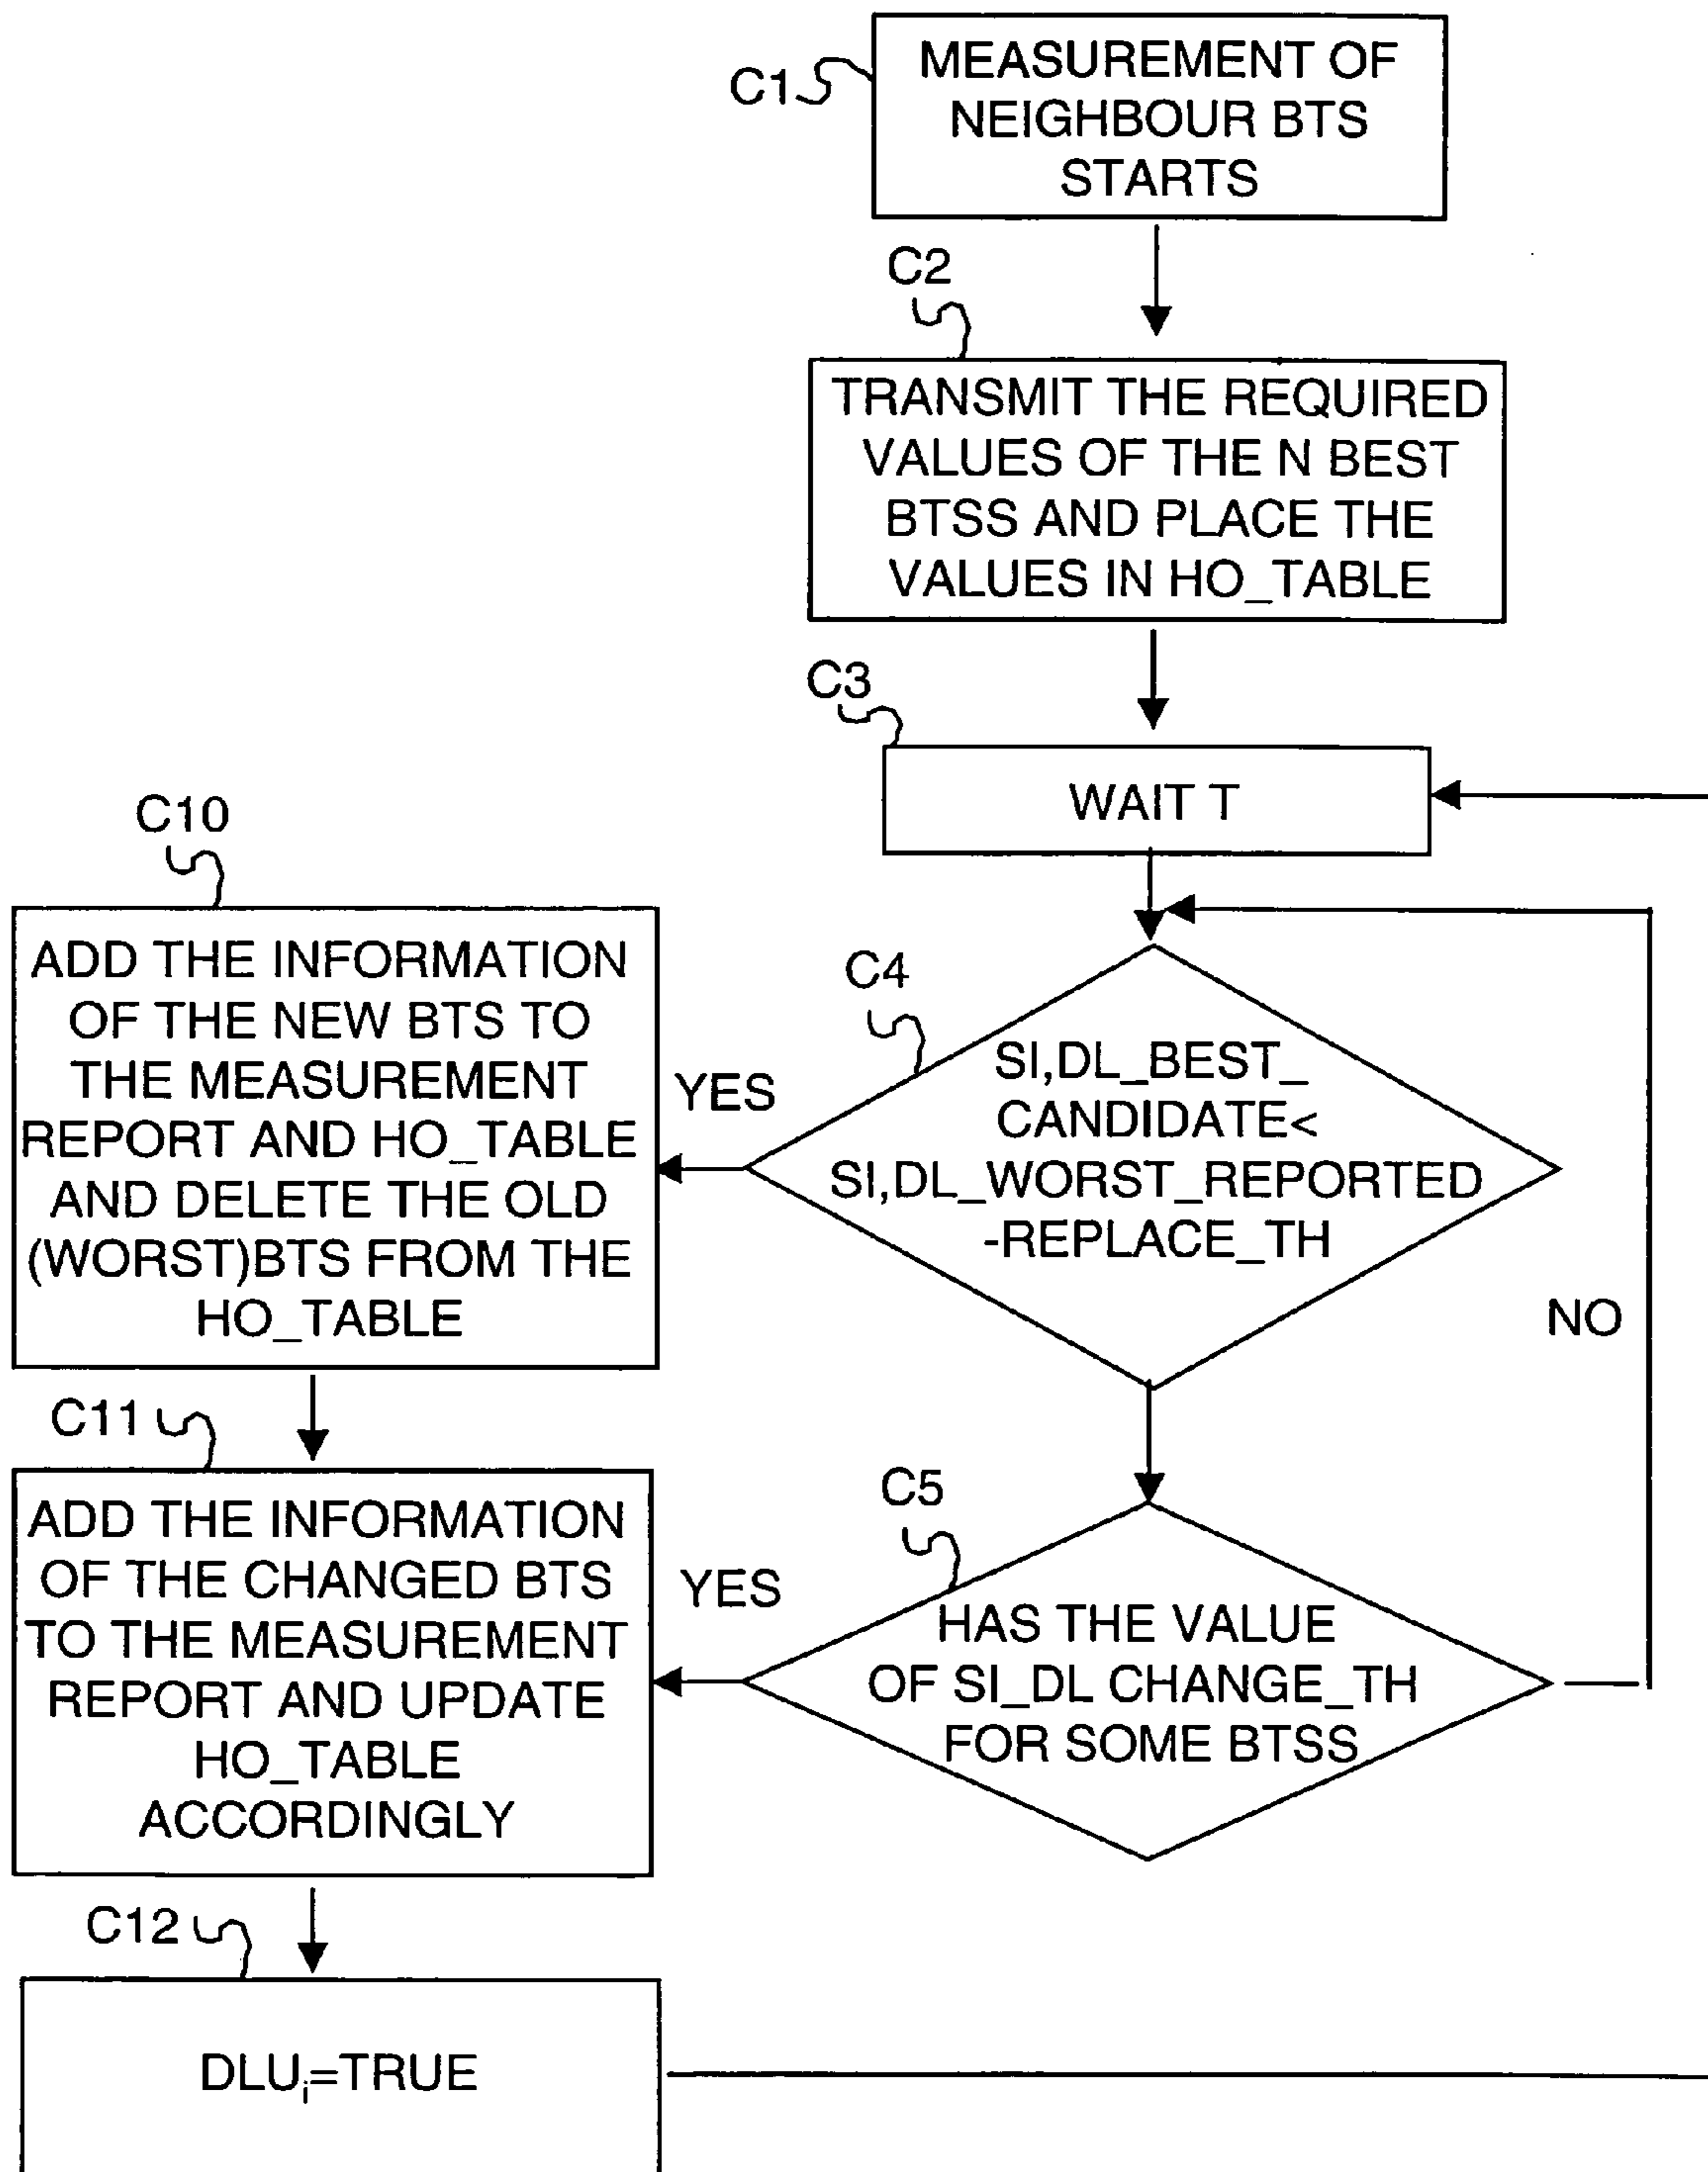 C1
MEASUREMENT OF
NEIGHBOUR BTS
STARTS
C2
TRANSMIT THE REQUIRED
VALUES OF THE N BEST
BTSS AND PLACE THE
VALUES IN HO_TABLE
C3
WAIT T
C10
ADD THE INFORMATION
OF THE NEW BTS TO
THE MEASUREMENT
REPORT AND HO_TABLE
AND DELETE THE OLD
(WORST)BTS FROM THE
HO_TABLE
YES
C4
SI,DL_BEST_
CANDIDATE<
SI,DL_WORST_REPORTED
-REPLACE_TH
NO
C11
ADD THE INFORMATION
OF THE CHANGED BTS
TO THE MEASUREMENT
REPORT AND UPDATE
HO_TABLE
ACCORDINGLY
YES
C5
HAS THE VALUE
OF SI_DL CHANGE_TH
FOR SOME BTSS
C12
DLUi=TRUE